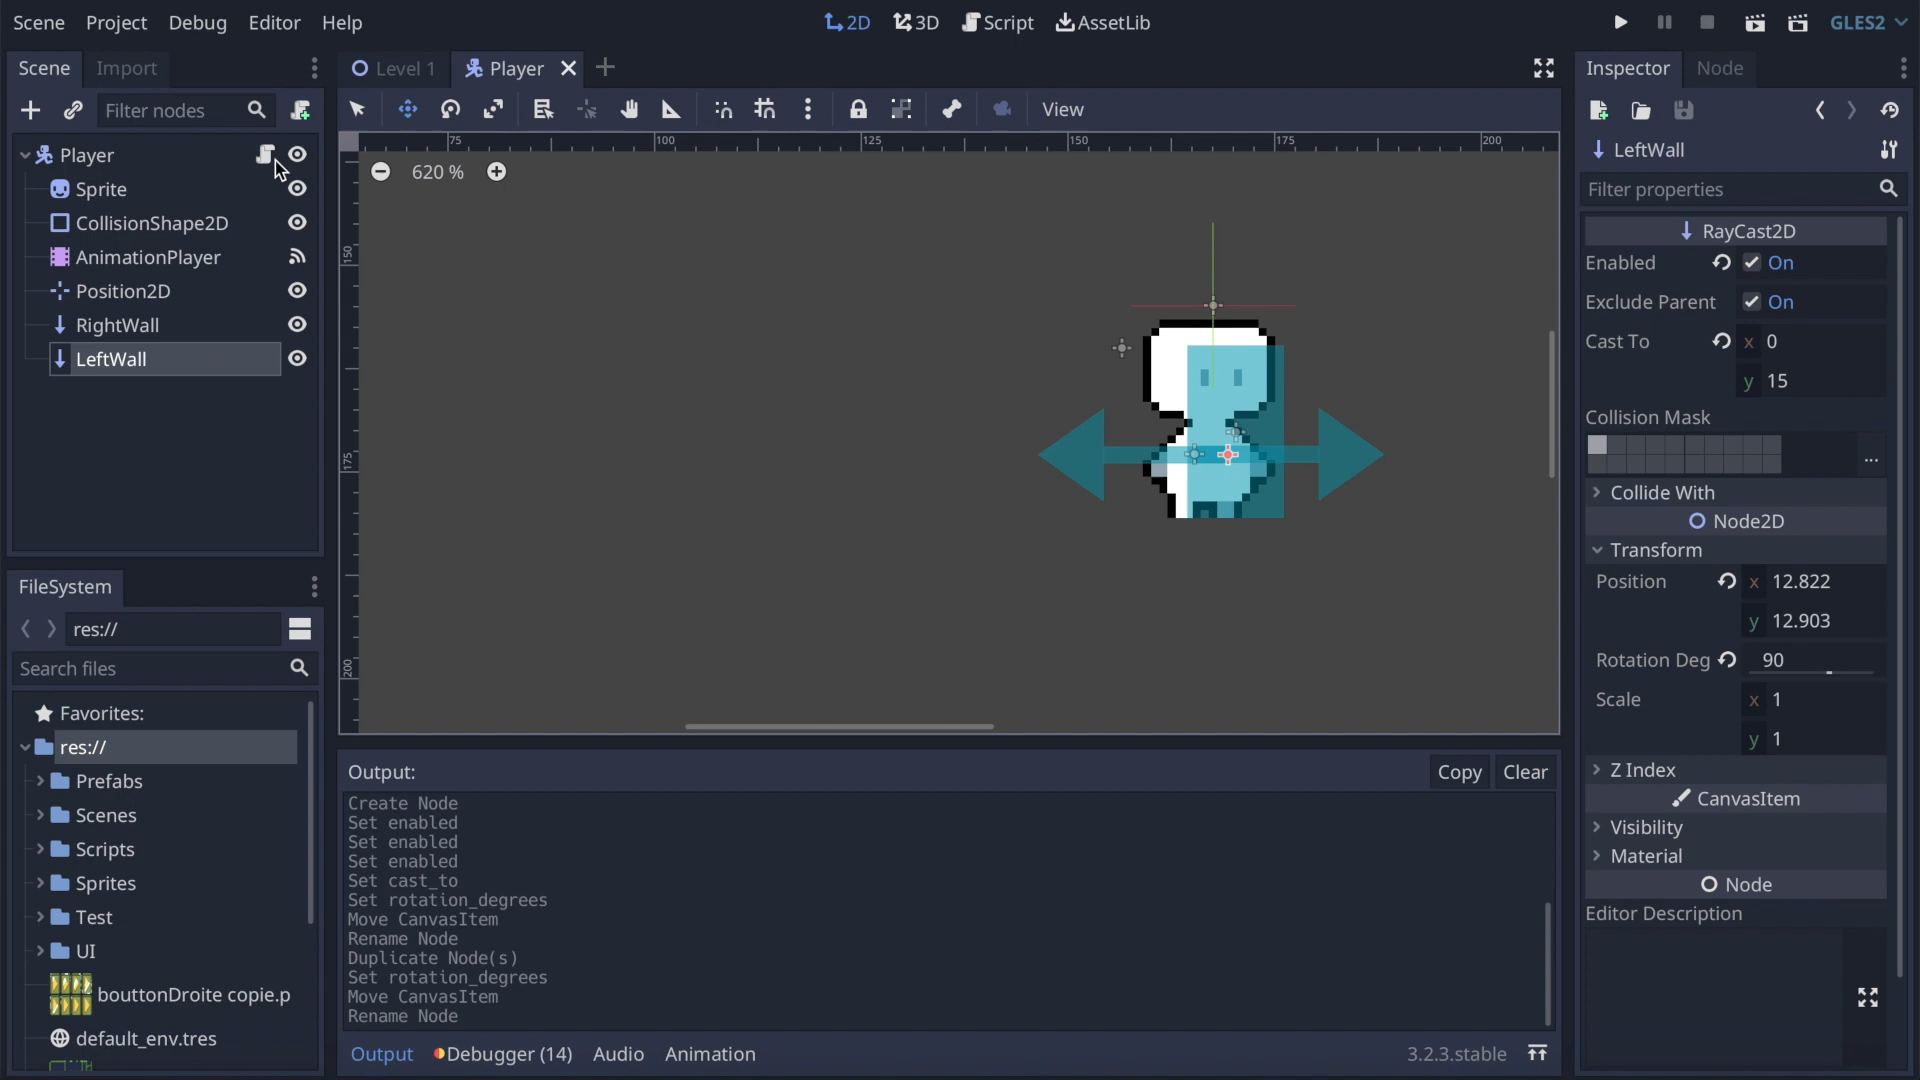 Scene Project Debug Editor Help
2D 3D Script AssetLib
GLES2
Scene Import
Level 1 Player
Inspector Node
Filter nodes
View
Player
Sprite
CollisionShape2D
AnimationPlayer
Position2D
RightWall
LeftWall
75 100 125 150 175 200
620 %
150
175
200
FileSystem
res://
Search files
Favorites:
res://
Prefabs
Scenes
Scripts
Sprites
Test
UI
bouttonDroite copie.p
default_env.tres
Output:
Copy Clear
Create Node
Set enabled
Set enabled
Set enabled
Set cast_to
Set rotation_degrees
Move CanvasItem
Rename Node
Duplicate Node(s)
Set rotation_degrees
Move CanvasItem
Rename Node
Output Debugger (14) Audio Animation
3.2.3.stable
LeftWall
Filter properties
RayCast2D
Enabled On
Exclude Parent On
Cast To x 0
y 15
Collision Mask
...
Collide With
Node2D
Transform
Position x 12.822
y 12.903
Rotation Deg 90
Scale x 1
y 1
Z Index
CanvasItem
Visibility
Material
Node
Editor Description